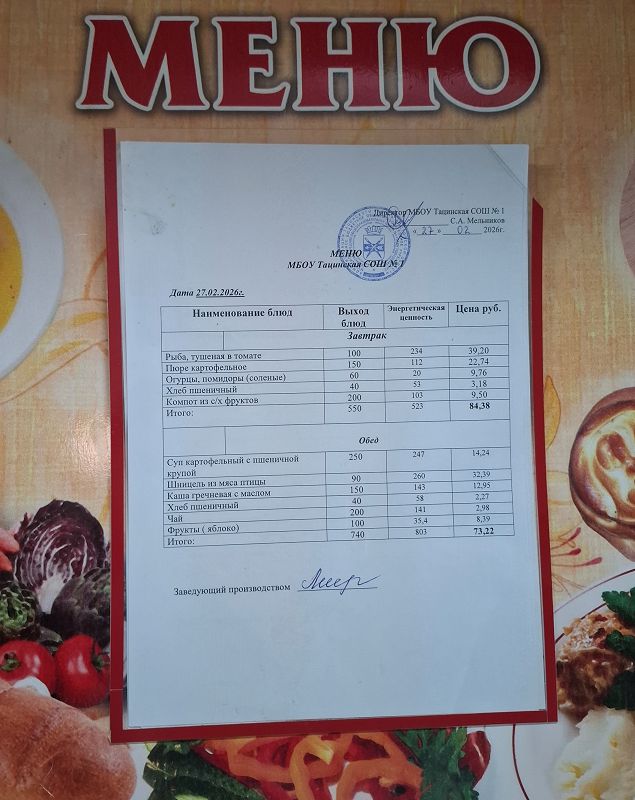 МЕНЮ
Директор МБОУ Тацинская СОШ № 1
С.А. Мельников
« 27 » 02 2026г.
МЕНЮ
МБОУ Тацинская СОШ № 1
Дата 27.02.2026г.
Наименование блюд Выход блюд Энергетическая ценность Цена руб.
Завтрак
Рыба, тушеная в томате 100 234 39,20
Пюре картофельное 150 112 22,74
Огурцы, помидоры (соленые) 60 20 9,76
Хлеб пшеничный 40 53 3,18
Компот из с/х фруктов 200 103 9,50
Итого: 550 523 84,38
Обед
Суп картофельный с пшеничной крупой 250 247 14,24
Шницель из мяса птицы 90 260 32,39
Каша гречневая с маслом 150 143 12,95
Хлеб пшеничный 40 58 2,27
Чай 200 141 2,98
Фрукты ( яблоко) 100 35,4 8,39
Итого: 740 803 73,22
Заведующий производством